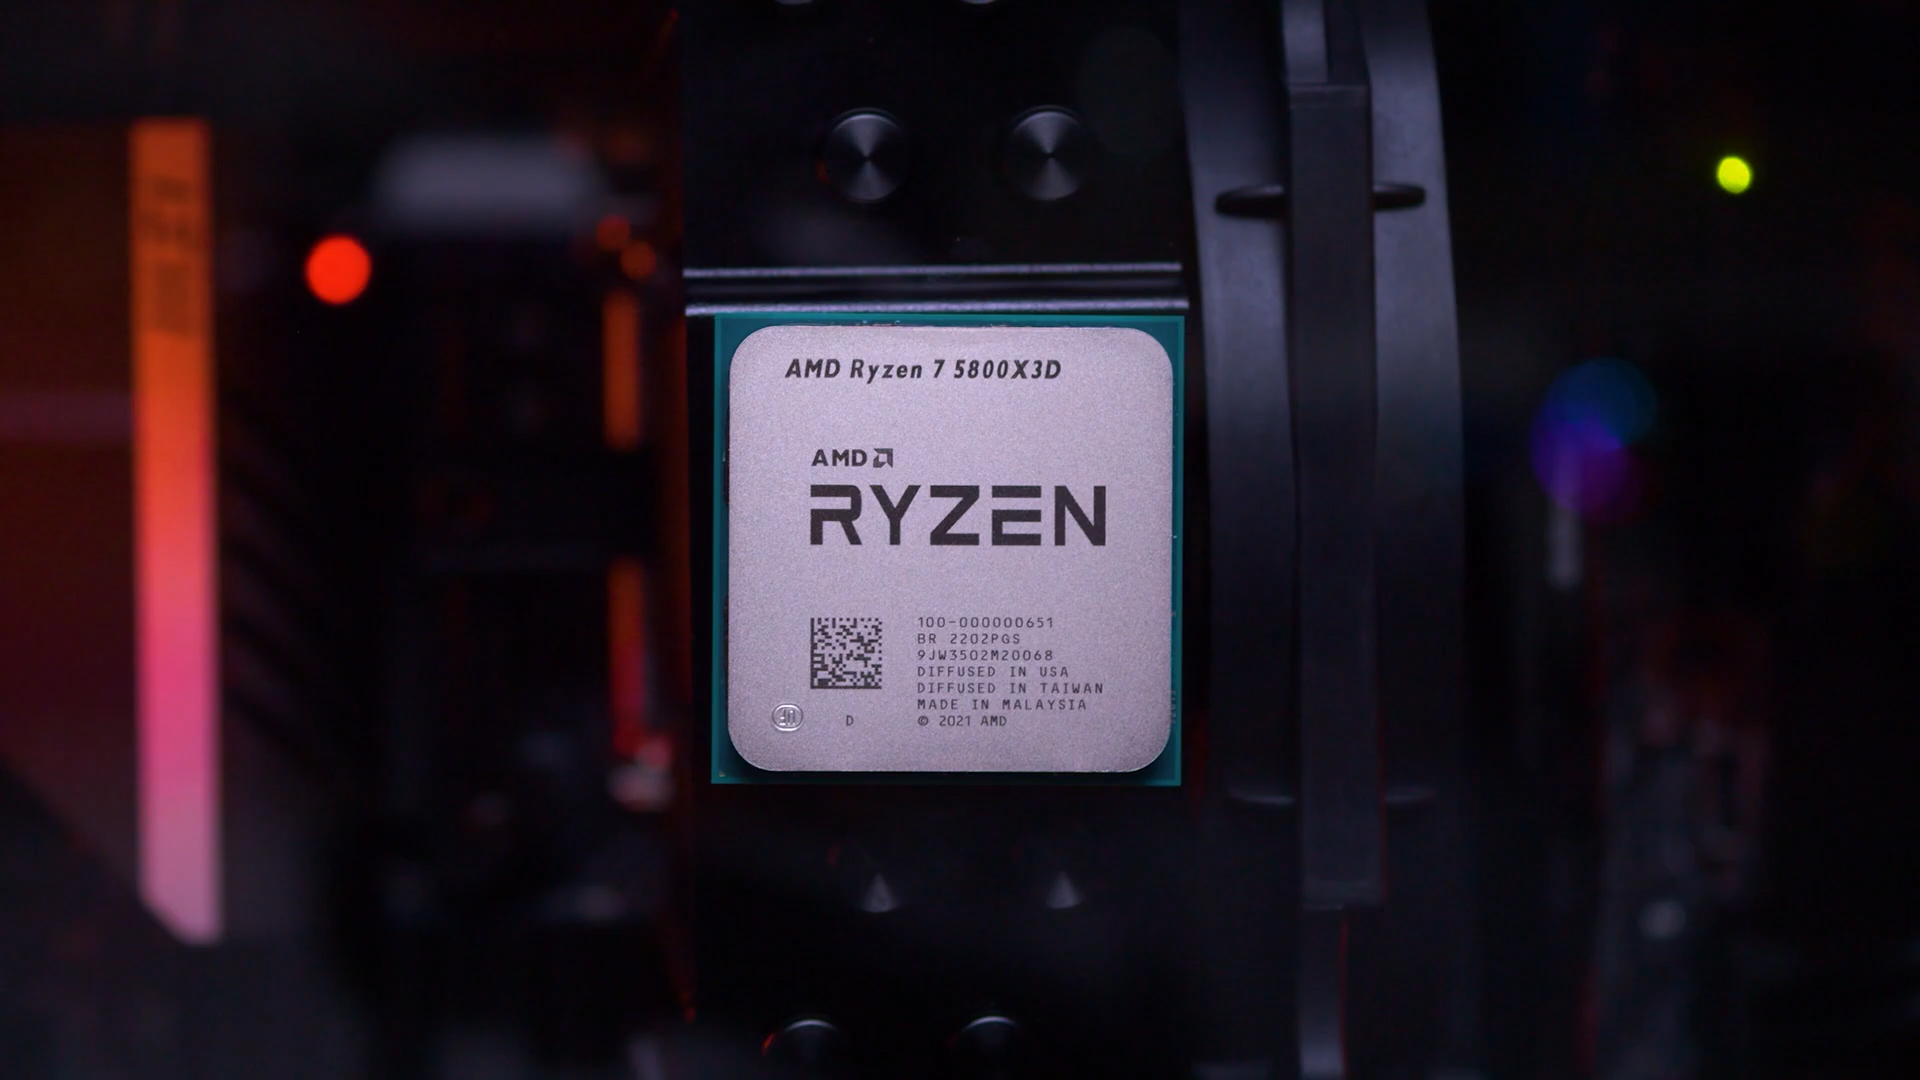 AMD Ryzen 7 5800X3D
AMD
RYZEN
100-000000651
BR 2202PGS
9JW3502M20068
DIFFUSED IN USA
DIFFUSED IN TAIWAN
MADE IN MALAYSIA
D © 2021 AMD